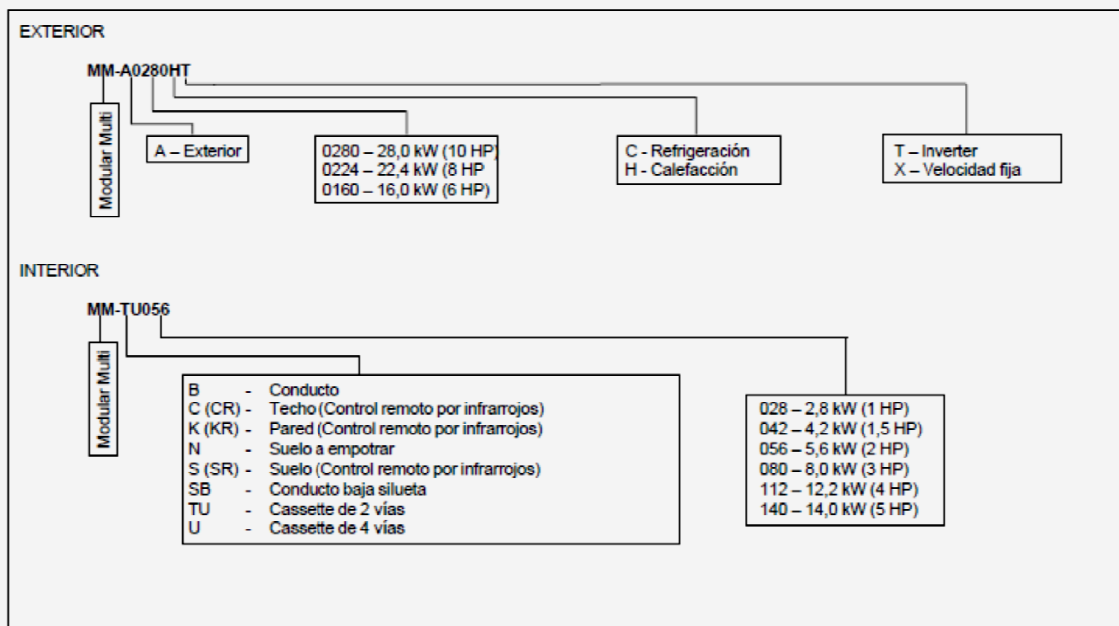 EXTERIOR
MM-A0280HT
Modular Multi
A – Exterior
0280 – 28,0 kW (10 HP)
0224 – 22,4 kW (8 HP
0160 – 16,0 kW (6 HP)
C - Refrigeración
H - Calefacción
T – Inverter
X – Velocidad fija
INTERIOR
MM-TU056
Modular Multi
B - Conducto
C (CR) - Techo (Control remoto por infrarrojos)
K (KR) - Pared (Control remoto por infrarrojos)
N - Suelo a empotrar
S (SR) - Suelo (Control remoto por infrarrojos)
SB - Conducto baja silueta
TU - Cassette de 2 vías
U - Cassette de 4 vías
028 – 2,8 kW (1 HP)
042 – 4,2 kW (1,5 HP)
056 – 5,6 kW (2 HP)
080 – 8,0 kW (3 HP)
112 – 12,2 kW (4 HP)
140 – 14,0 kW (5 HP)